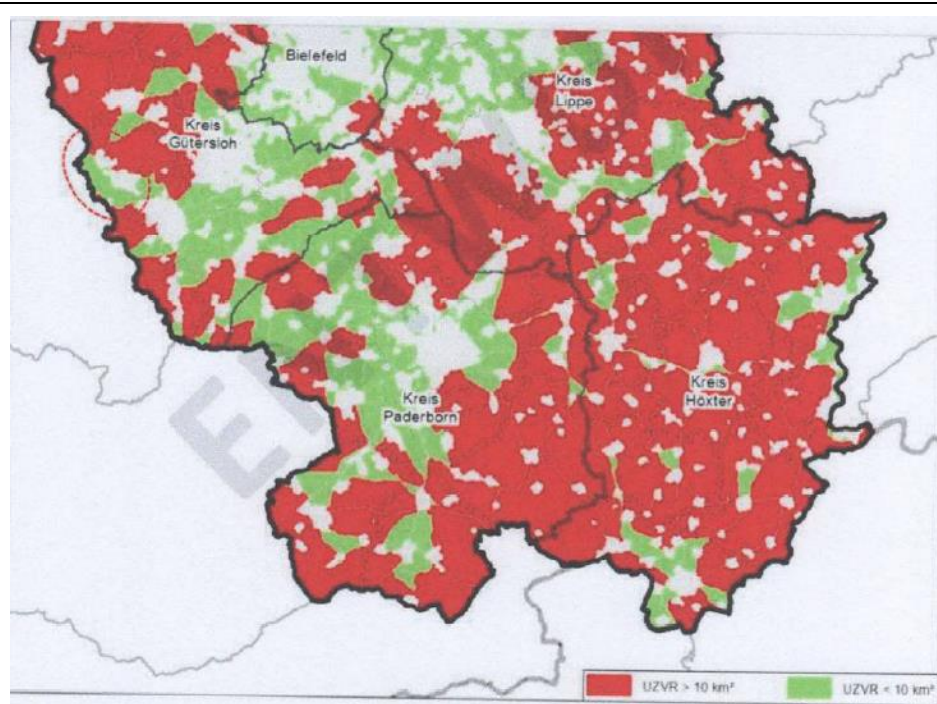 Bielefeld
Kreis
Lippe
Kreis
Gütersloh
Kreis
Paderborn
Kreis
Höxter
UZVR > 10 km²
UZVR < 10 km²